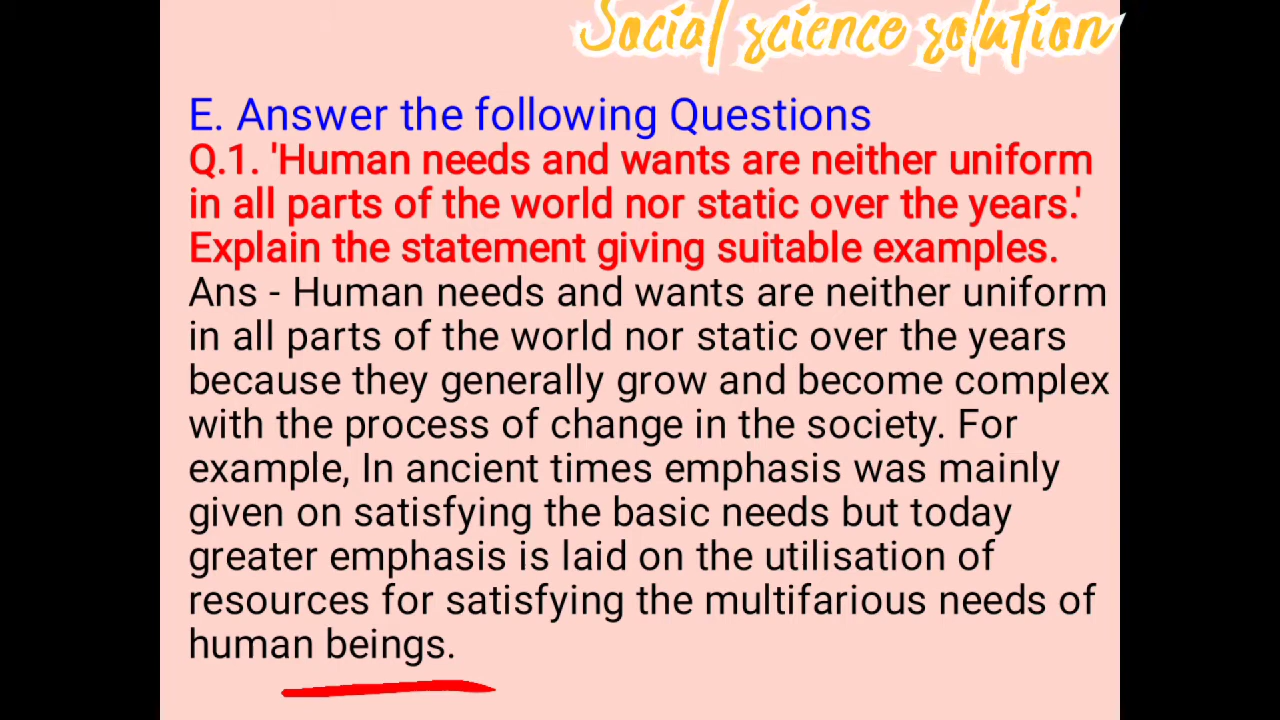 Social science solution
E. Answer the following Questions
Q.1. 'Human needs and wants are neither uniform
in all parts of the world nor static over the years.'
Explain the statement giving suitable examples.
Ans - Human needs and wants are neither uniform
in all parts of the world nor static over the years
because they generally grow and become complex
with the process of change in the society. For
example, In ancient times emphasis was mainly
given on satisfying the basic needs but today
greater emphasis is laid on the utilisation of
resources for satisfying the multifarious needs of
human beings.